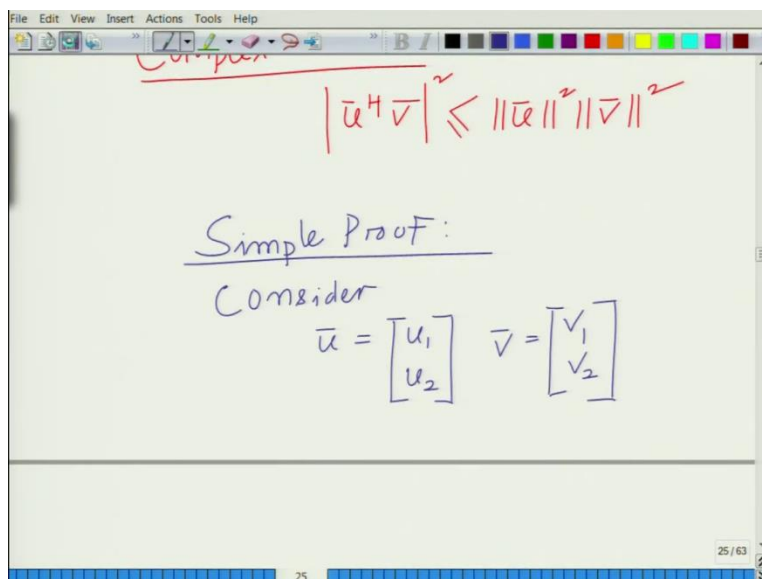 File Edit View Insert Actions Tools Help
» » B I
Complex
|ū^H v̄|² ≤ ||ū||² ||v̄||²
Simple Proof:
Consider
ū = [u₁ u₂] v̄ = [v₁ v₂]
25/63
25